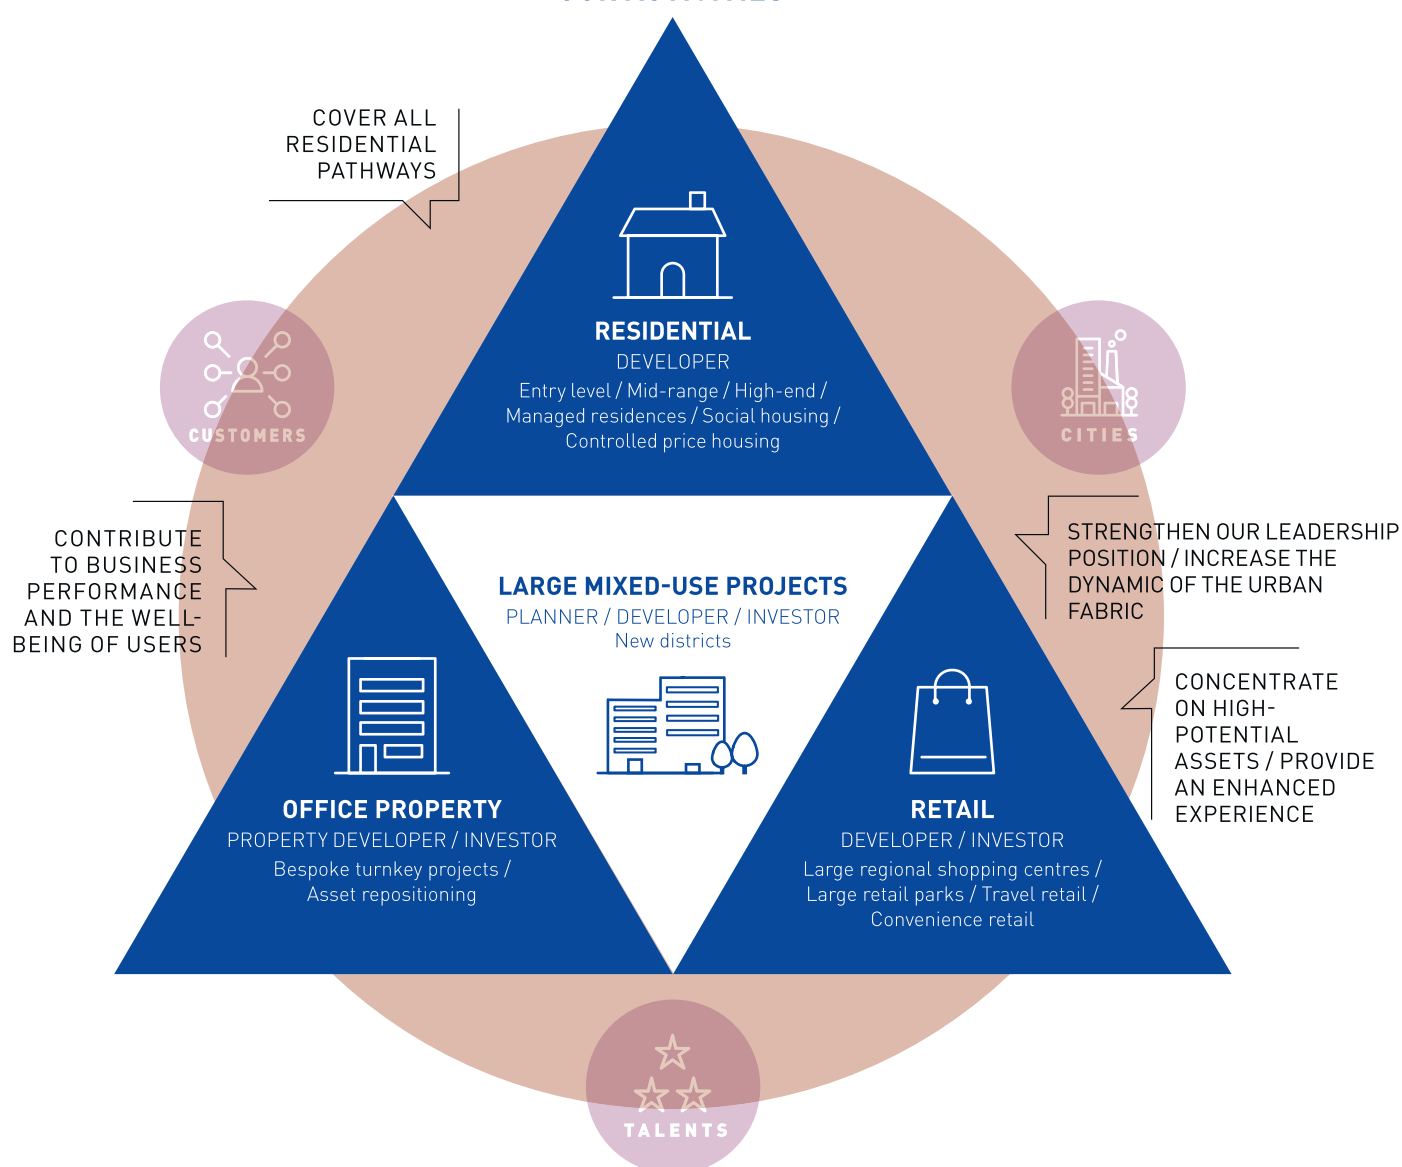 COVER ALL
RESIDENTIAL
PATHWAYS
RESIDENTIAL
DEVELOPER
Entry level / Mid-range / High-end /
Managed residences / Social housing /
Controlled price housing
CUSTOMERS
CITIES
CONTRIBUTE
TO BUSINESS
PERFORMANCE
AND THE WELL-
BEING OF USERS
STRENGTHEN OUR LEADERSHIP
POSITION / INCREASE THE
DYNAMIC OF THE URBAN
FABRIC
LARGE MIXED-USE PROJECTS
PLANNER / DEVELOPER / INVESTOR
New districts
CONCENTRATE
ON HIGH-
POTENTIAL
ASSETS / PROVIDE
AN ENHANCED
EXPERIENCE
OFFICE PROPERTY
PROPERTY DEVELOPER / INVESTOR
Bespoke turnkey projects /
Asset repositioning
RETAIL
DEVELOPER / INVESTOR
Large regional shopping centres /
Large retail parks / Travel retail /
Convenience retail
TALENTS